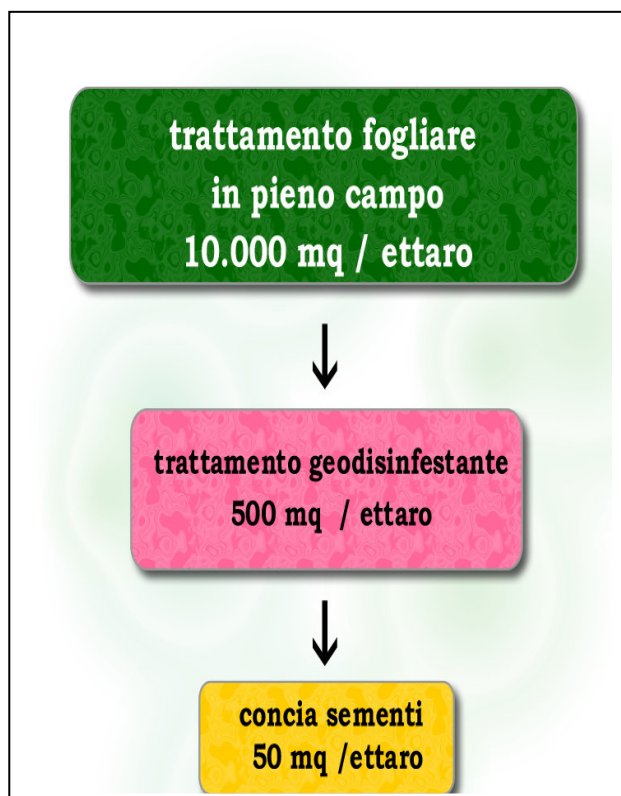 trattamento fogliare
in pieno campo
10.000 mq / ettaro
trattamento geodisinfestante
500 mq / ettaro
concia sementi
50 mq /ettaro